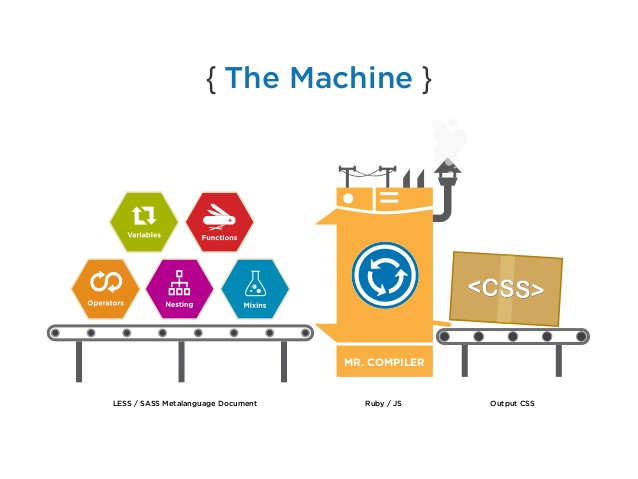 { The Machine }
Variables
Functions
Operators
Nesting
Mixins
<CSS>
MR. COMPILER
LESS / SASS Metalanguage Document
Ruby / JS
Output CSS